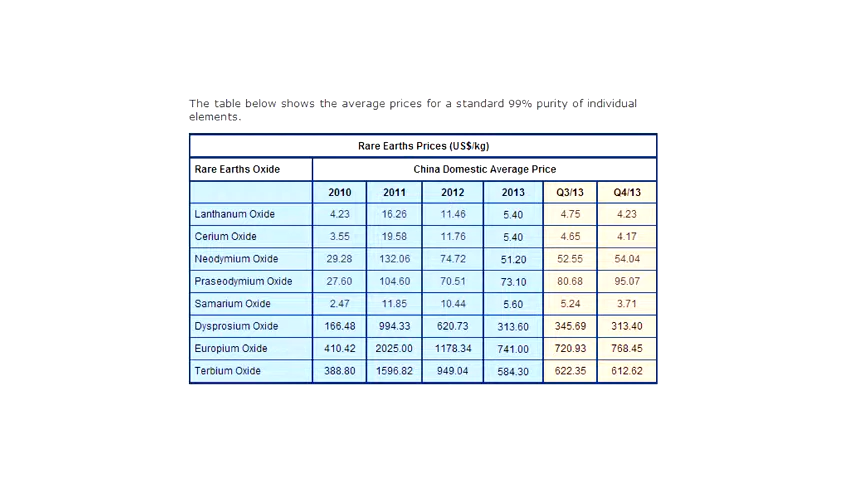 The table below shows the average prices for a standard 99% purity of individual
elements.
Rare Earths Prices (US$/kg)
Rare Earths Oxide China Domestic Average Price
2010 2011 2012 2013 Q3/13 Q4/13
Lanthanum Oxide 4.23 16.26 11.46 5.40 4.75 4.23
Cerium Oxide 3.55 19.58 11.76 5.40 4.65 4.17
Neodymium Oxide 29.28 132.06 74.72 51.20 52.55 54.04
Praseodymium Oxide 27.60 104.60 70.51 73.10 80.68 95.07
Samarium Oxide 2.47 11.85 10.44 5.60 5.24 3.71
Dysprosium Oxide 166.48 994.33 620.73 313.60 345.69 313.40
Europium Oxide 410.42 2025.00 1178.34 741.00 720.93 768.45
Terbium Oxide 388.80 1596.82 949.04 584.30 622.35 612.62